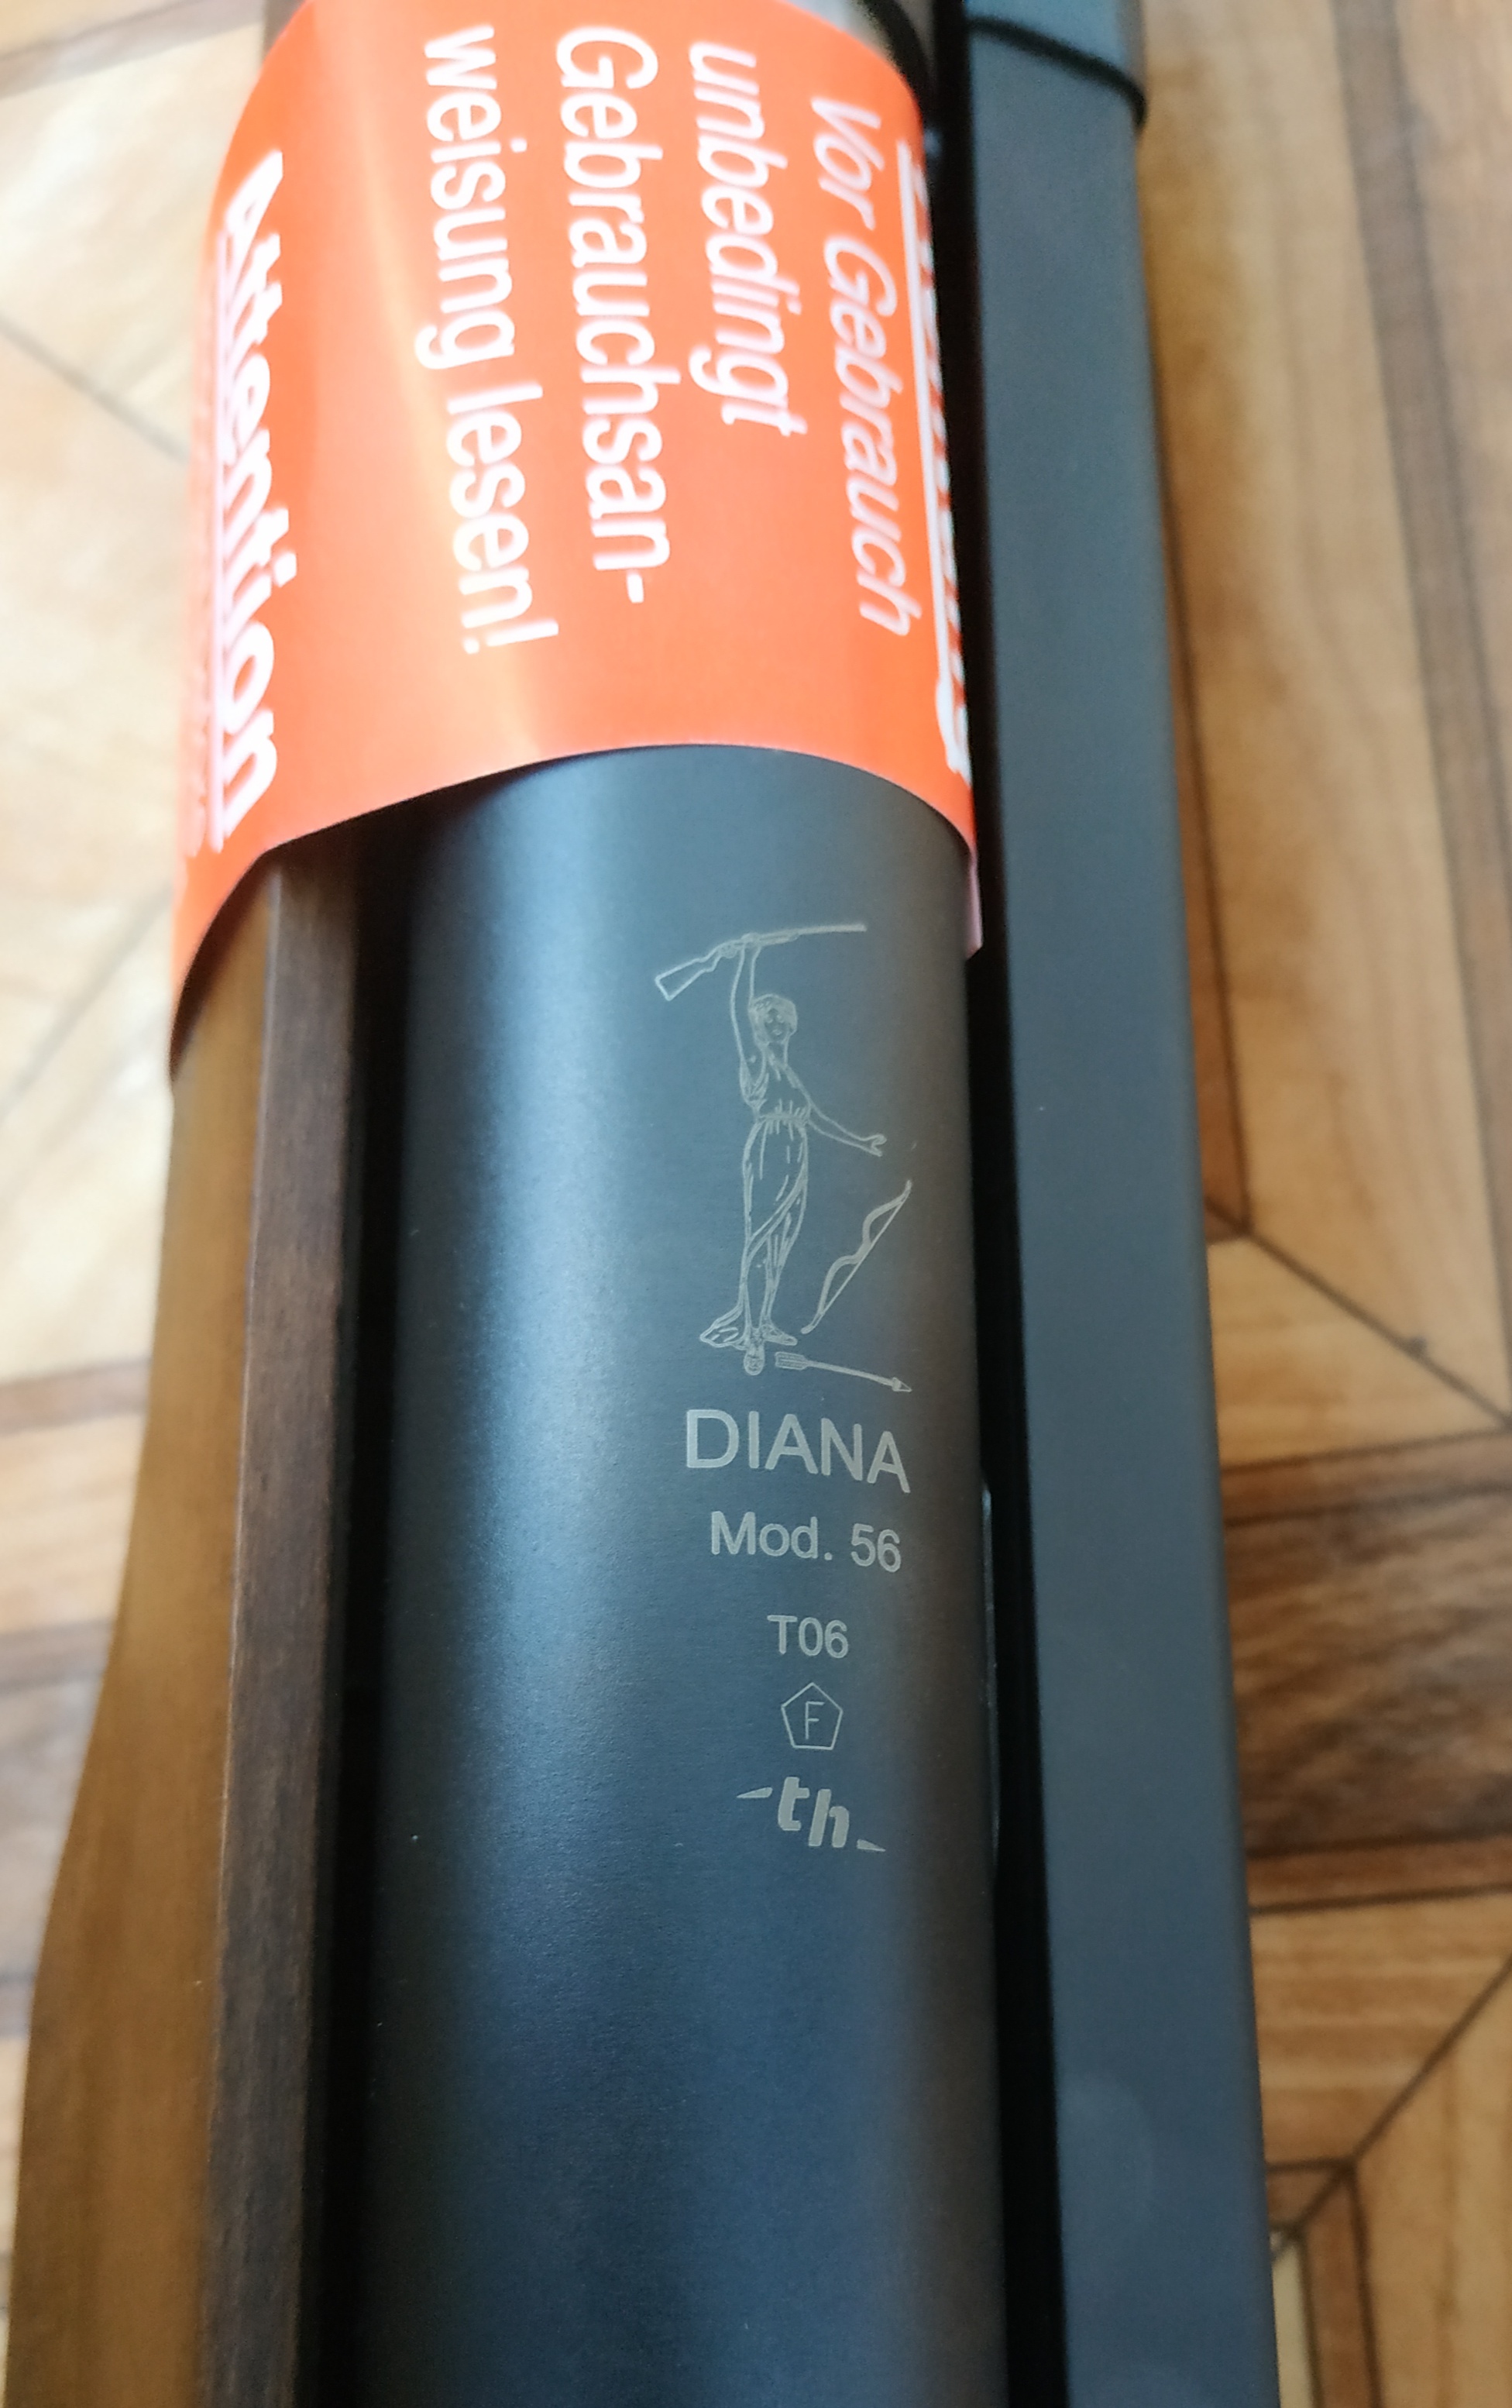 Vor Gebrauch
unbedingt
Gebrauchsan-
weisung lesen!
Attention
DIANA
Mod. 56
T06
F
th